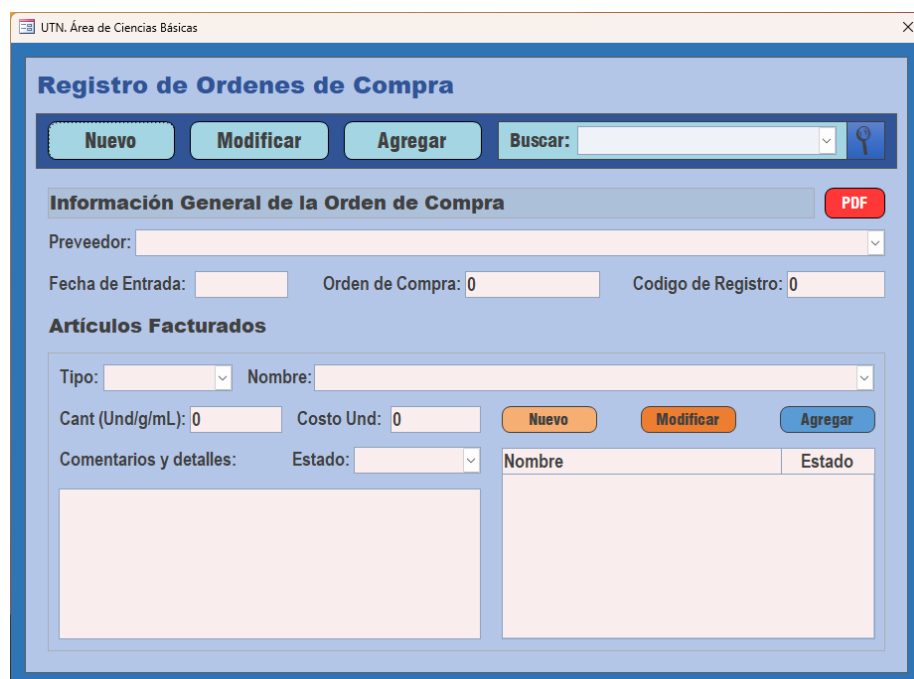 UTN. Área de Ciencias Básicas
Registro de Ordenes de Compra
Nuevo Modificar Agregar Buscar:
Información General de la Orden de Compra PDF
Preveedor:
Fecha de Entrada: Orden de Compra: 0 Codigo de Registro: 0
Artículos Facturados
Tipo: Nombre:
Cant (Und/g/mL): 0 Costo Und: 0 Nuevo Modificar Agregar
Comentarios y detalles: Estado: Nombre Estado